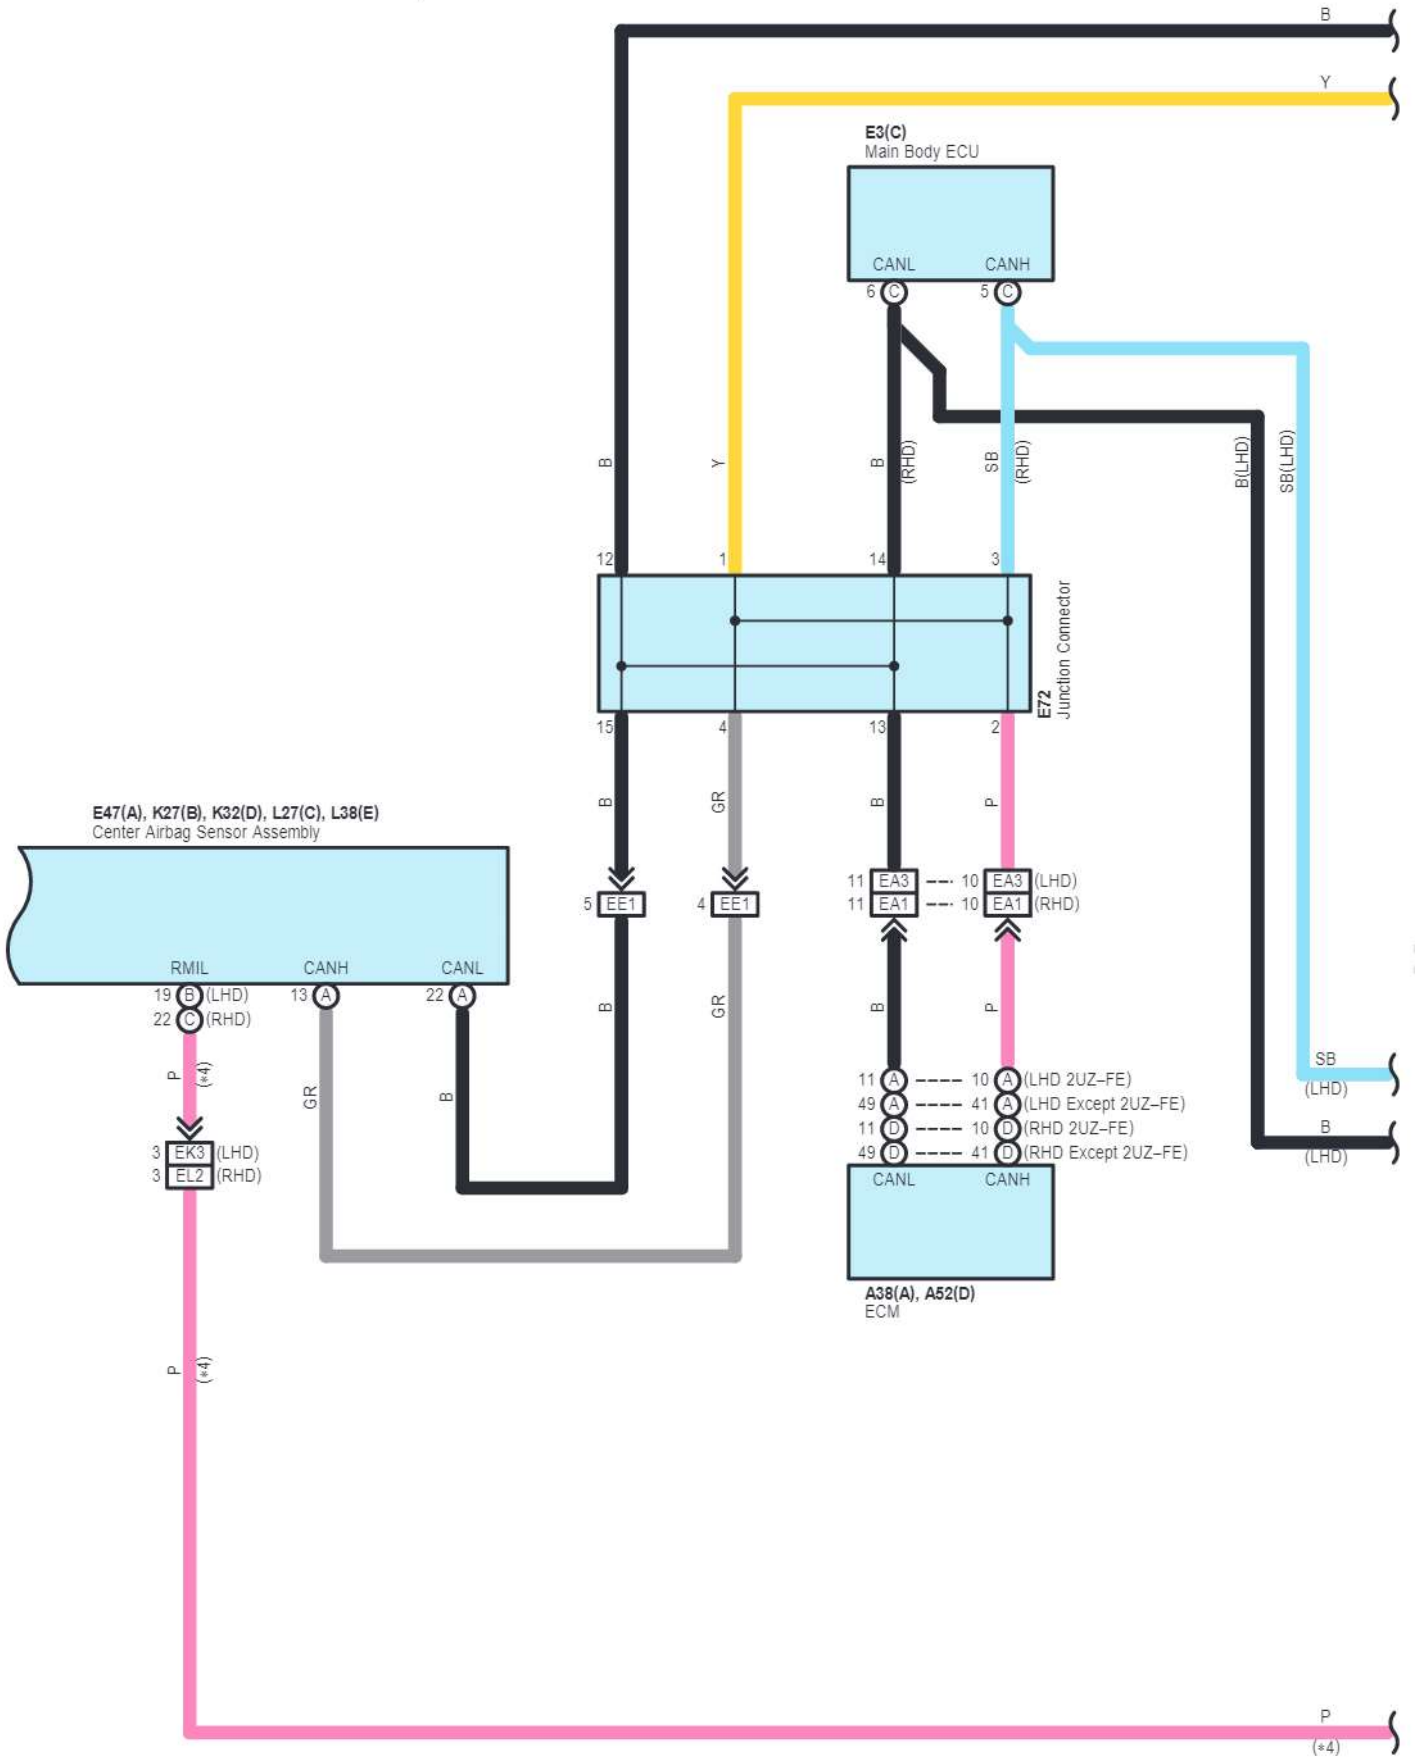 B
Y
E3(C)
Main Body ECU
CANL CANH
6 C 5 C
B Y B (RHD) SB (RHD) B(LHD) SB(LHD)
12 1 14 3
E72
Junction Connector
15 4 13 2
B GR B P
E47(A), K27(B), K32(D), L27(C), L38(E)
Center Airbag Sensor Assembly
11 EA3 10 EA3 (LHD)
11 EA1 10 EA1 (RHD)
5 EE1 4 EE1
RMIL CANH CANL
19 B (LHD) 13 A 22 A
22 C (RHD)
B GR B P
SB
(LHD)
P (*4) GR B
11 A 10 A (LHD 2UZ–FE)
49 A 41 A (LHD Except 2UZ–FE)
11 D 10 D (RHD 2UZ–FE)
49 D 41 D (RHD Except 2UZ–FE)
B
(LHD)
3 EK3 (LHD)
3 EL2 (RHD)
CANL CANH
A38(A), A52(D)
ECM
P (*4)
P
(*4)